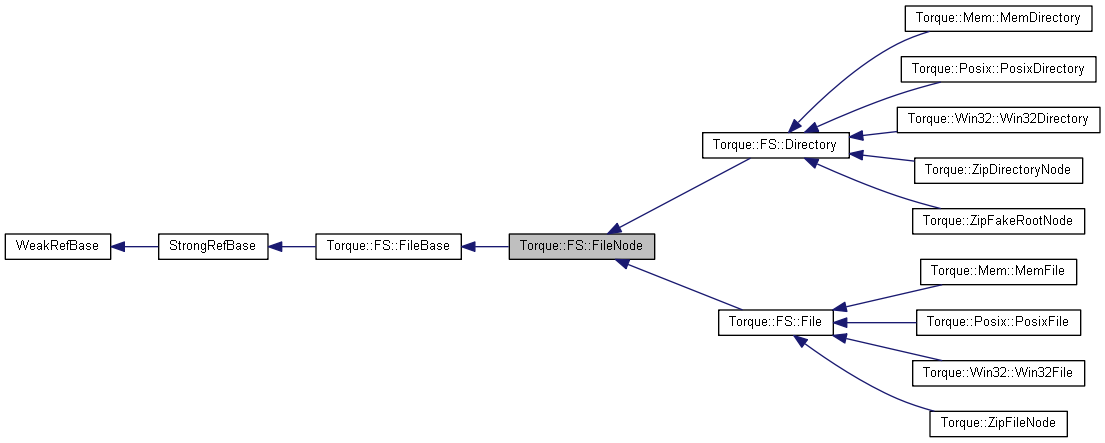 Torque::Mem::MemDirectory
Torque::Posix::PosixDirectory
Torque::Win32::Win32Directory
Torque::FS::Directory
Torque::ZipDirectoryNode
Torque::ZipFakeRootNode
WeakRefBase
StrongRefBase
Torque::FS::FileBase
Torque::FS::FileNode
Torque::Mem::MemFile
Torque::FS::File
Torque::Posix::PosixFile
Torque::Win32::Win32File
Torque::ZipFileNode